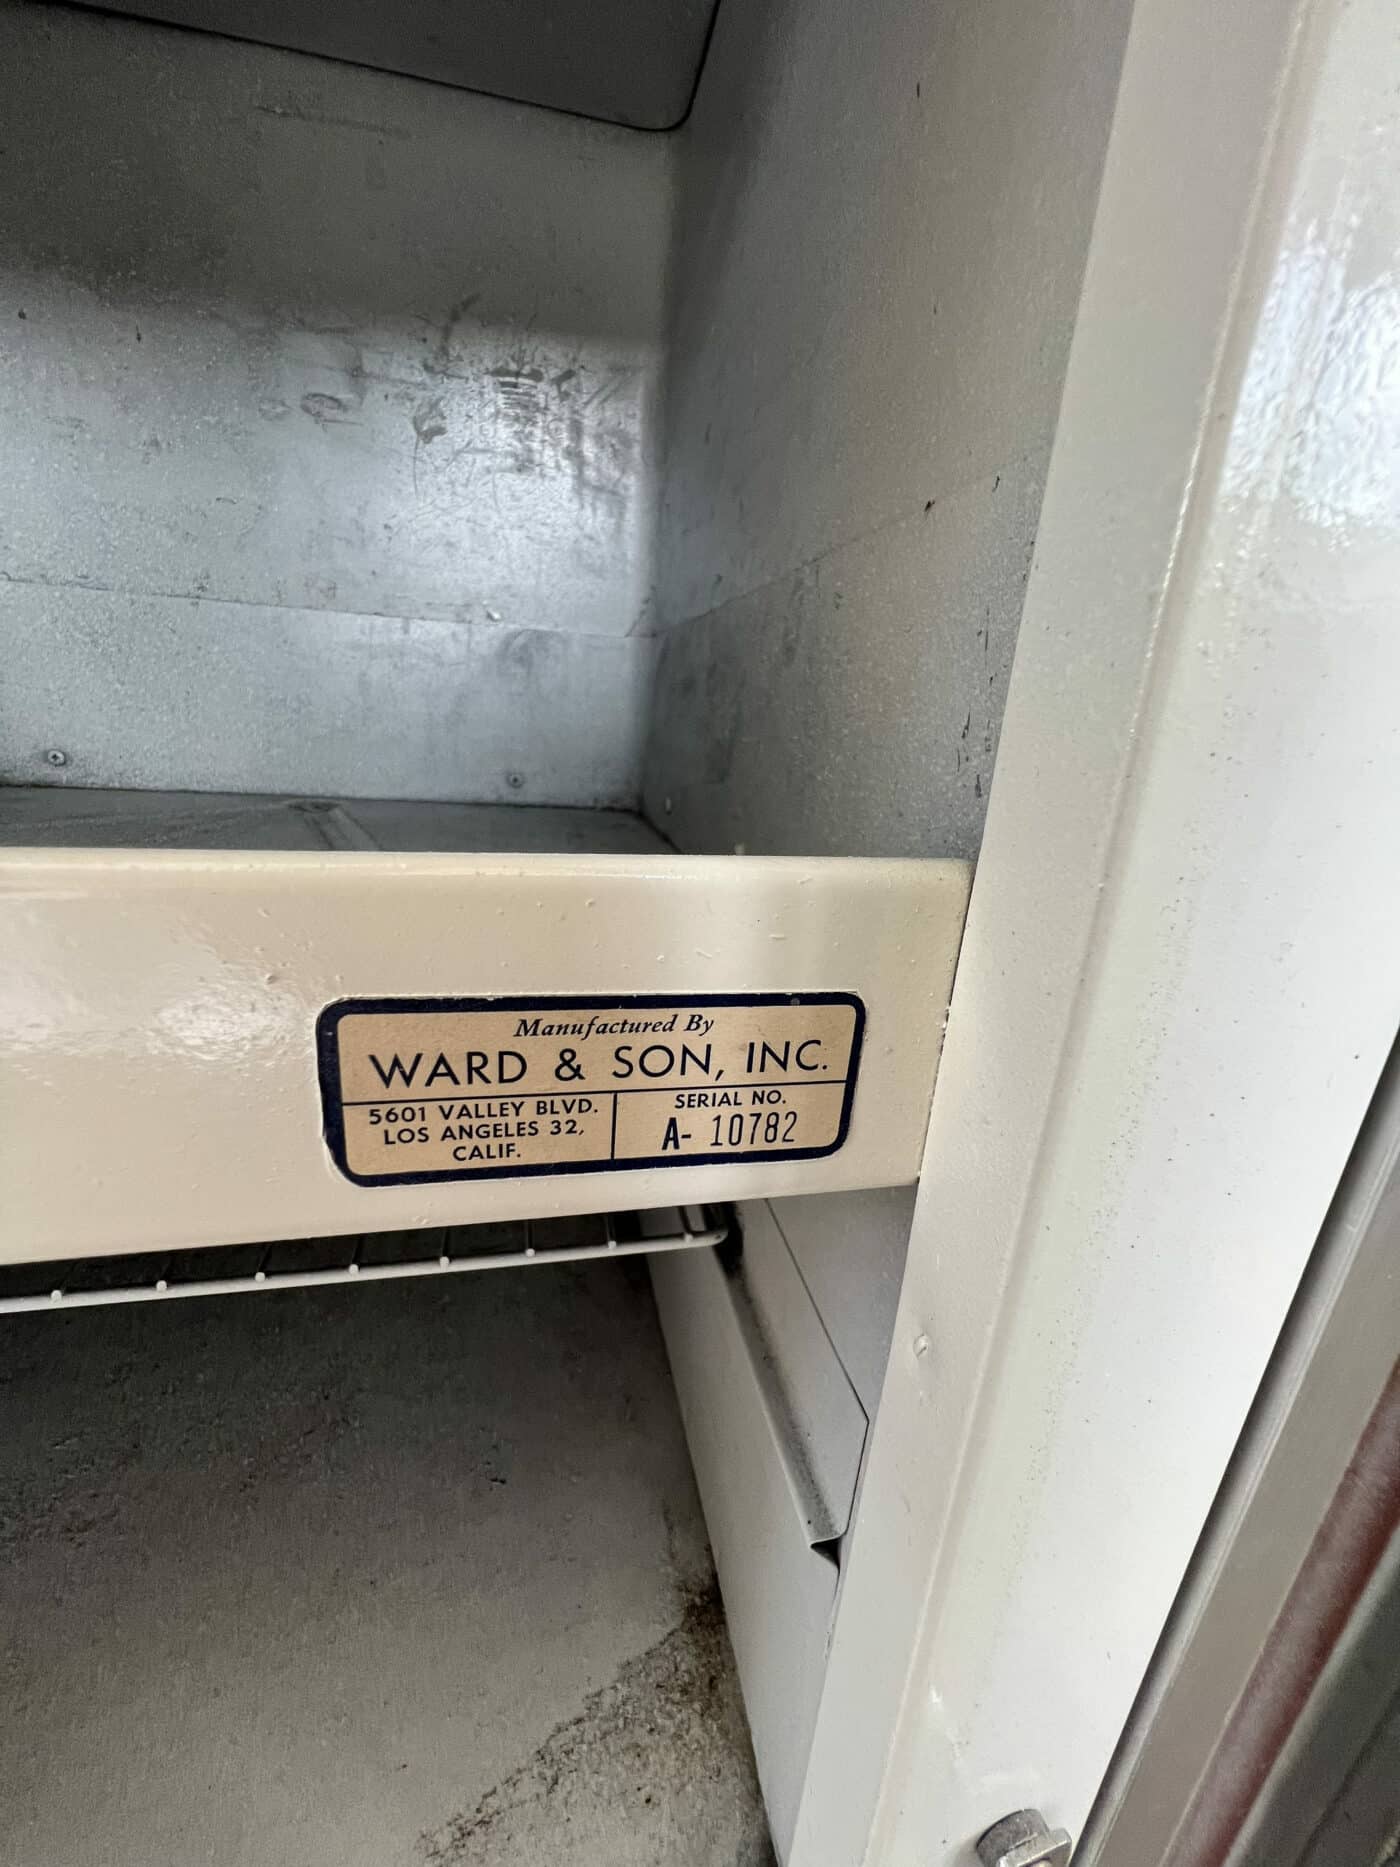 Manufactured By
WARD & SON, INC.
5601 VALLEY BLVD.
LOS ANGELES 32,
CALIF.
SERIAL NO.
A- 10782